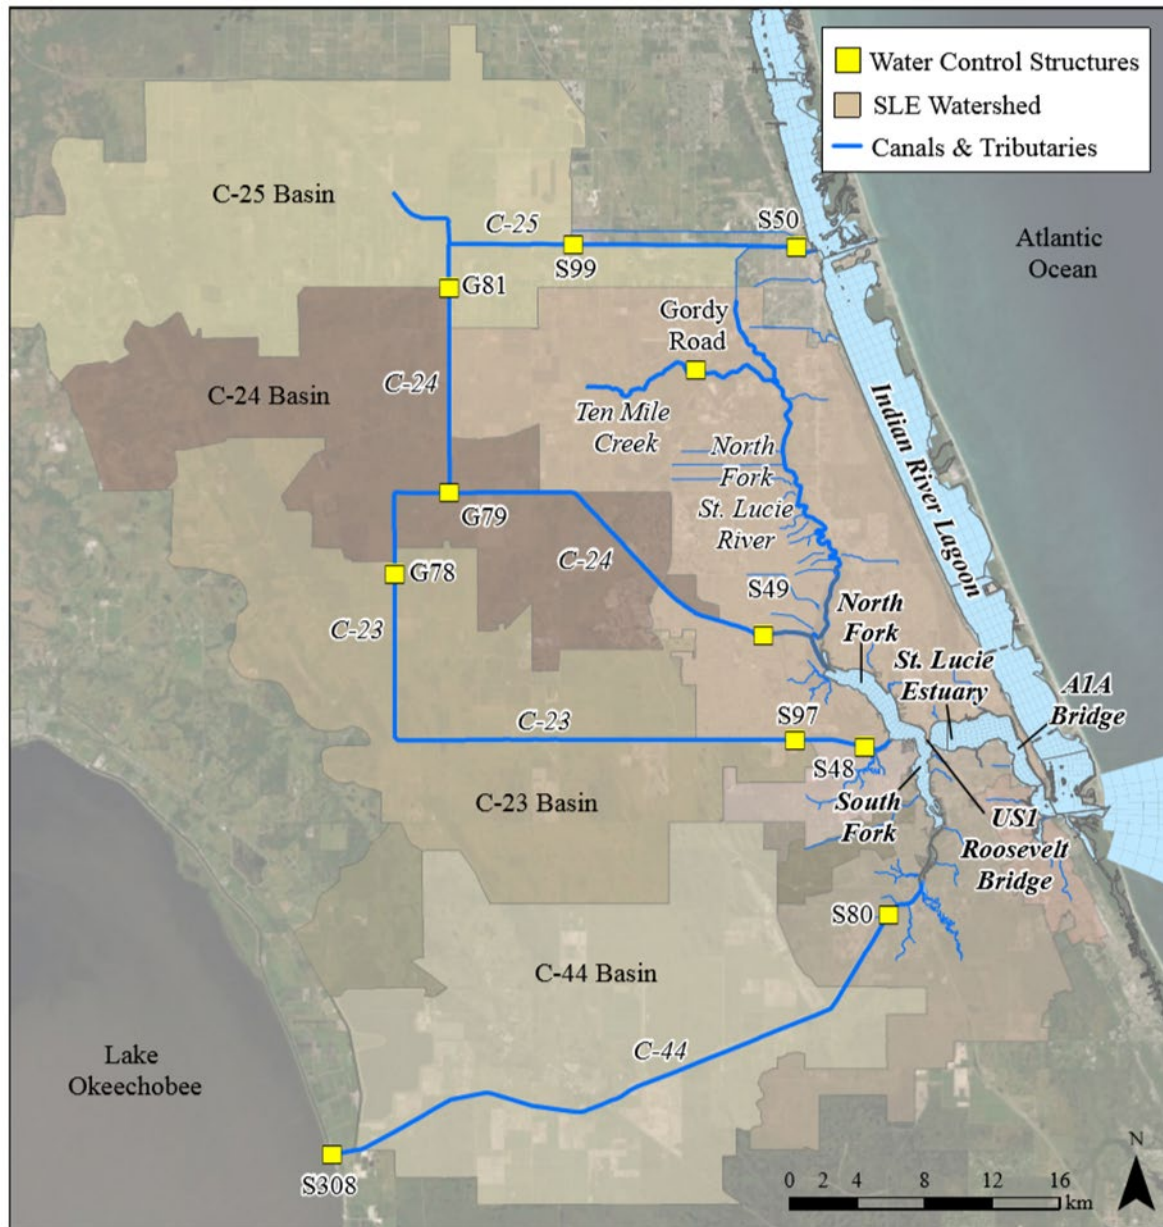 Water Control Structures
SLE Watershed
Canals & Tributaries
C-25 Basin
C-25
S50
S99
Atlantic
Ocean
G81
Gordy
Road
C-24
C-24 Basin
Ten Mile
Creek
Indian River Lagoon
North
Fork
St. Lucie
River
G79
C-24
G78
S49
North
Fork
C-23
St. Lucie
Estuary
A1A
Bridge
C-23
S97
S48
C-23 Basin
South
Fork
US1
Roosevelt
Bridge
S80
C-44 Basin
C-44
Lake
Okeechobee
S308
N
0 2 4 8 12 16
km